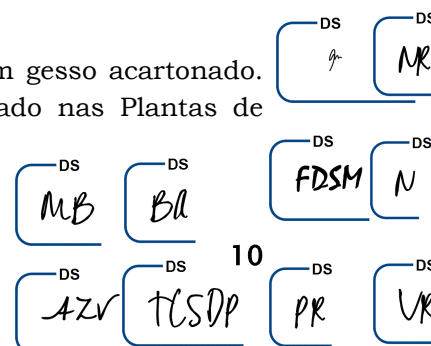 DS DS
NR
m gesso acartonado.
ado nas Plantas de
DS DS
FDSM N
DS DS
MB BA
10
DS DS DS DS
AZV TCSDP PR VR